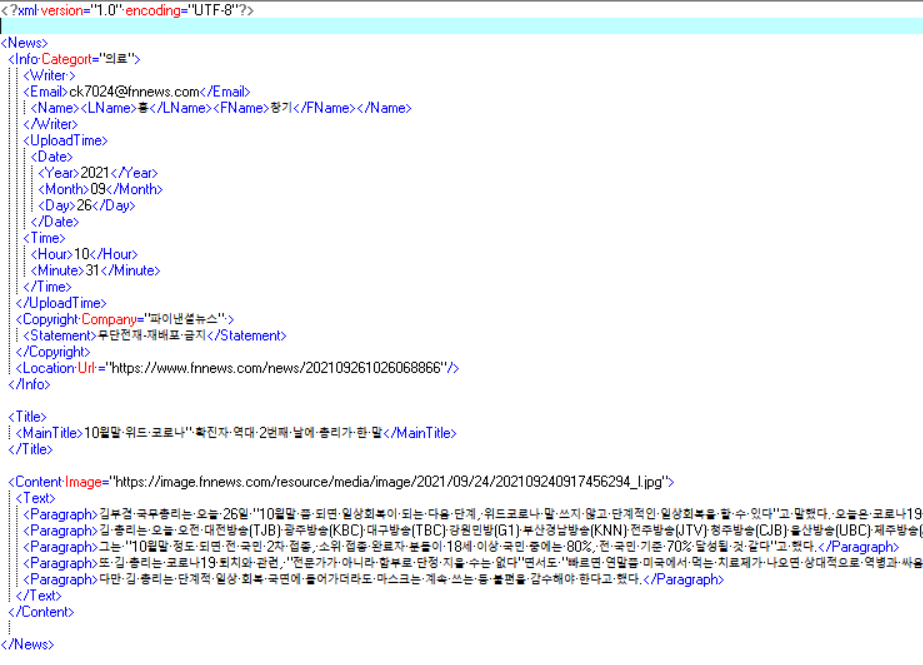 <?xml version="1.0" encoding="UTF-8"?>
<News>
<Info Categort="의료">
<Writer >
<Email>ck7024@fnnews.com</Email>
<Name><LName>홍</LName><FName>창기</FName></Name>
</Writer>
<UploadTime>
<Date>
<Year>2021</Year>
<Month>09</Month>
<Day>26</Day>
</Date>
<Time>
<Hour>10</Hour>
<Minute>31</Minute>
</Time>
</UploadTime>
<Copyright Company="파이낸셜뉴스" >
<Statement>무단전재-재배포 금지</Statement>
</Copyright>
<Location Url ="https://www.fnnews.com/news/202109261026068866"/>
</Info>
<Title>
<MainTitle>10월말 위드 코로나" 확진자 역대 2번째 날에 총리가 한 말</MainTitle>
</Title>
<Content Image="https://image.fnnews.com/resource/media/image/2021/09/24/202109240917456294_l.jpg">
<Text>
<Paragraph>김부겸 국무총리는 오늘 26일 "10월말 쯤 되면 일상회복이 되는 다음 단계, 위드코로나 말 쓰지 않고 단계적인 일상회복을 할 수 있다"고 말했다. 오늘은 코로나19
<Paragraph>김 총리는 오늘 오전 대전방송(TJB) 광주방송(KBC) 대구방송(TBC) 강원민방(G1) 부산경남방송(KNN) 전주방송(JTV) 청주방송(CJB) 울산방송(UBC) 제주방송(
<Paragraph>그는 "10월말 정도 되면 전 국민 2차 접종, 소위 접종 완료자 분들이 18세 이상 국민 중에는 80%, 전 국민 기준 70% 달성될 것 같다"고 했다.</Paragraph>
<Paragraph>또 김 총리는 코로나19 퇴치와 관련, "전문가가 아니라 함부로 단정 지을 수는 없다"면서도 "빠르면 연말쯤 미국에서 먹는 치료제가 나오면 상대적으로 역병과 싸움
<Paragraph>다만 김 총리는 단계적 일상 회복 국면에 들어가더라도 마스크는 계속 쓰는 등 불편을 감수해야 한다고 했다.</Paragraph>
</Text>
</Content>
</News>